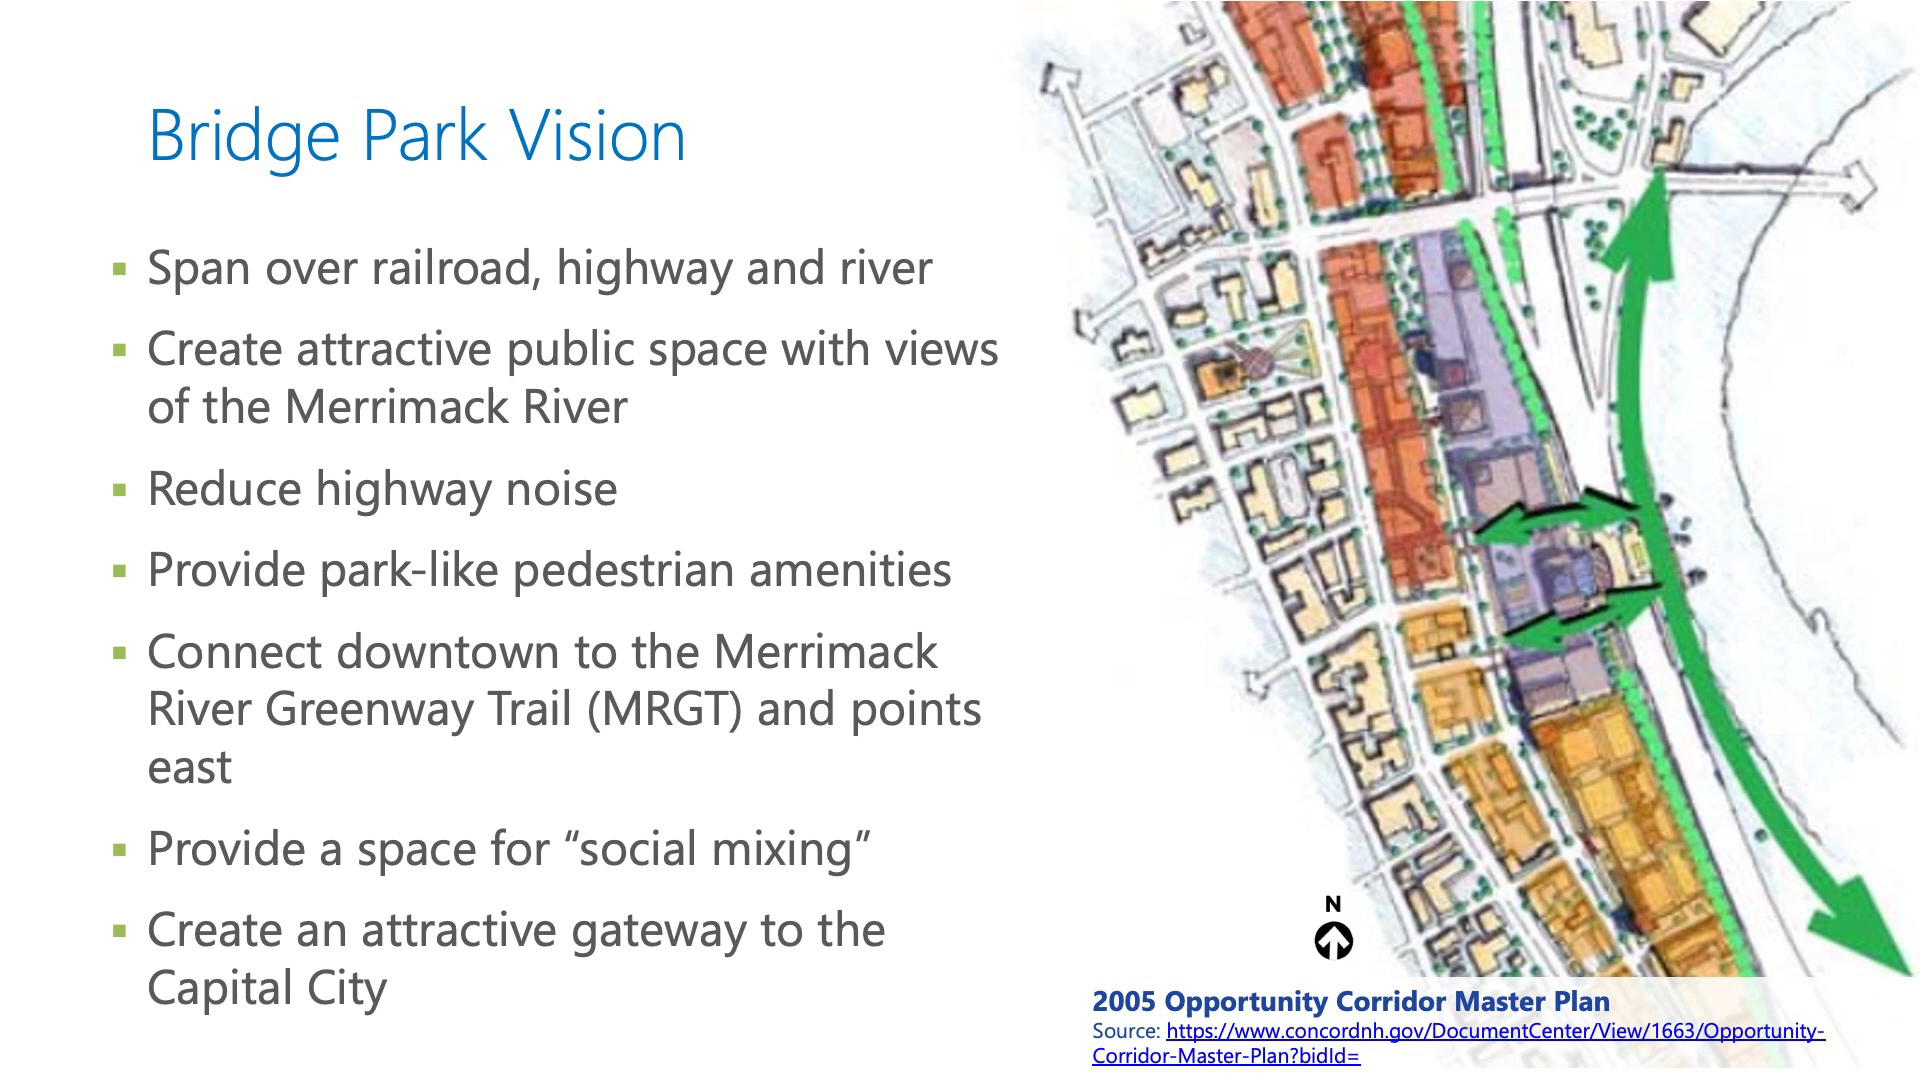 Bridge Park Vision
▪ Span over railroad, highway and river
▪ Create attractive public space with views
of the Merrimack River
▪ Reduce highway noise
▪ Provide park-like pedestrian amenities
▪ Connect downtown to the Merrimack
River Greenway Trail (MRGT) and points
east
▪ Provide a space for “social mixing”
▪ Create an attractive gateway to the
Capital City
N
2005 Opportunity Corridor Master Plan
Source: https://www.concordnh.gov/DocumentCenter/View/1663/Opportunity-
Corridor-Master-Plan?bidId=